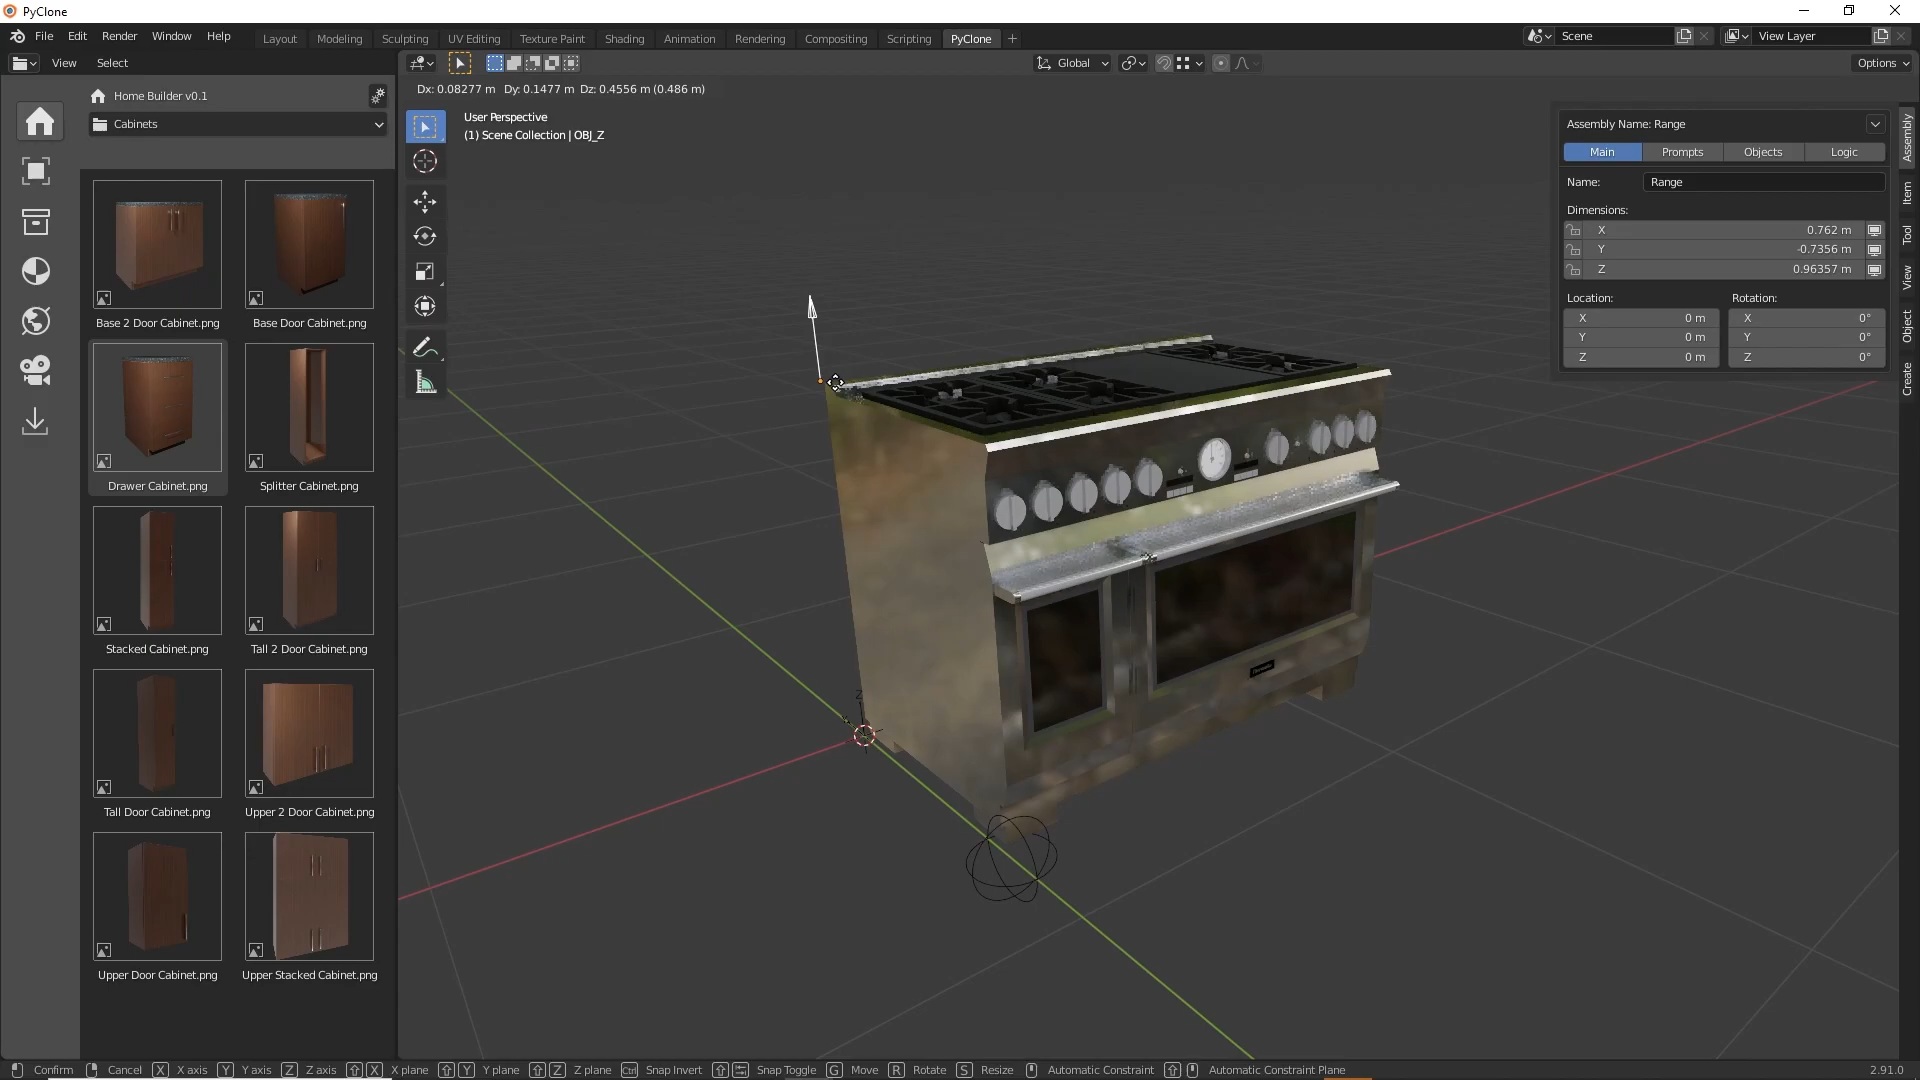 PyClone
File Edit Render Window Help
Layout Modeling Sculpting UV Editing Texture Paint Shading Animation Rendering Compositing Scripting PyClone
Scene
View Layer
View Select
Global
Options
Home Builder v0.1
Cabinets
Dx: 0.08277 m Dy: 0.1477 m Dz: 0.4556 m (0.486 m)
User Perspective
(1) Scene Collection | OBJ_Z
Base 2 Door Cabinet.png
Base Door Cabinet.png
Drawer Cabinet.png
Splitter Cabinet.png
Stacked Cabinet.png
Tall 2 Door Cabinet.png
Tall Door Cabinet.png
Upper 2 Door Cabinet.png
Upper Door Cabinet.png
Upper Stacked Cabinet.png
Z
Assembly Name: Range
Main Prompts Objects Logic
Name: Range
Dimensions:
X 0.762 m
Y -0.7356 m
Z 0.96357 m
Location: Rotation:
X 0 m X 0°
Y 0 m Y 0°
Z 0 m Z 0°
Assembly
Item
Tool
View
Object
Create
Confirm Cancel X X axis Y Y axis Z Z axis X X plane Y Y plane Z Z plane Ctrl Snap Invert Snap Toggle G Move R Rotate S Resize Automatic Constraint Automatic Constraint Plane
2.91.0